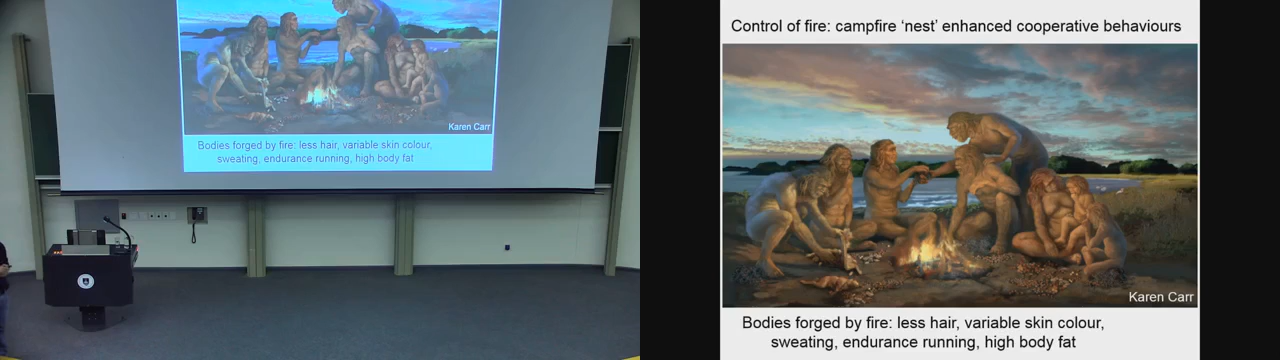 Karen Carr
Bodies forged by fire: less hair, variable skin colour,
sweating, endurance running, high body fat
Control of fire: campfire ‘nest’ enhanced cooperative behaviours
Karen Carr
Bodies forged by fire: less hair, variable skin colour,
sweating, endurance running, high body fat